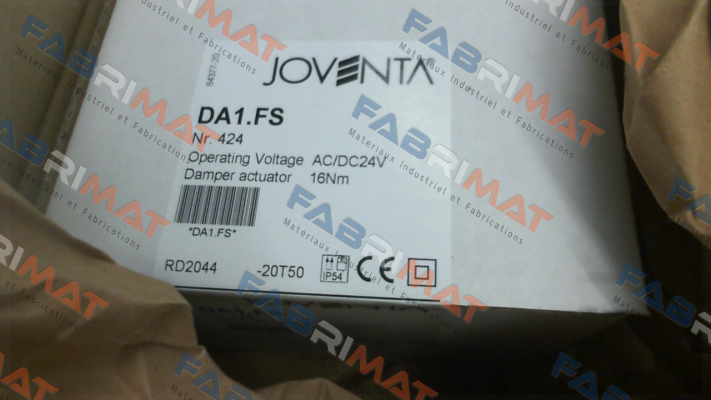 JOVENTA
DA1.FS
Nr. 424
Operating Voltage AC/DC24V
Damper actuator 16Nm
*DA1.FS*
RD2044 -20T50 IP54 CE
FABRIMAT
Materiaux Industriel et Fabrications